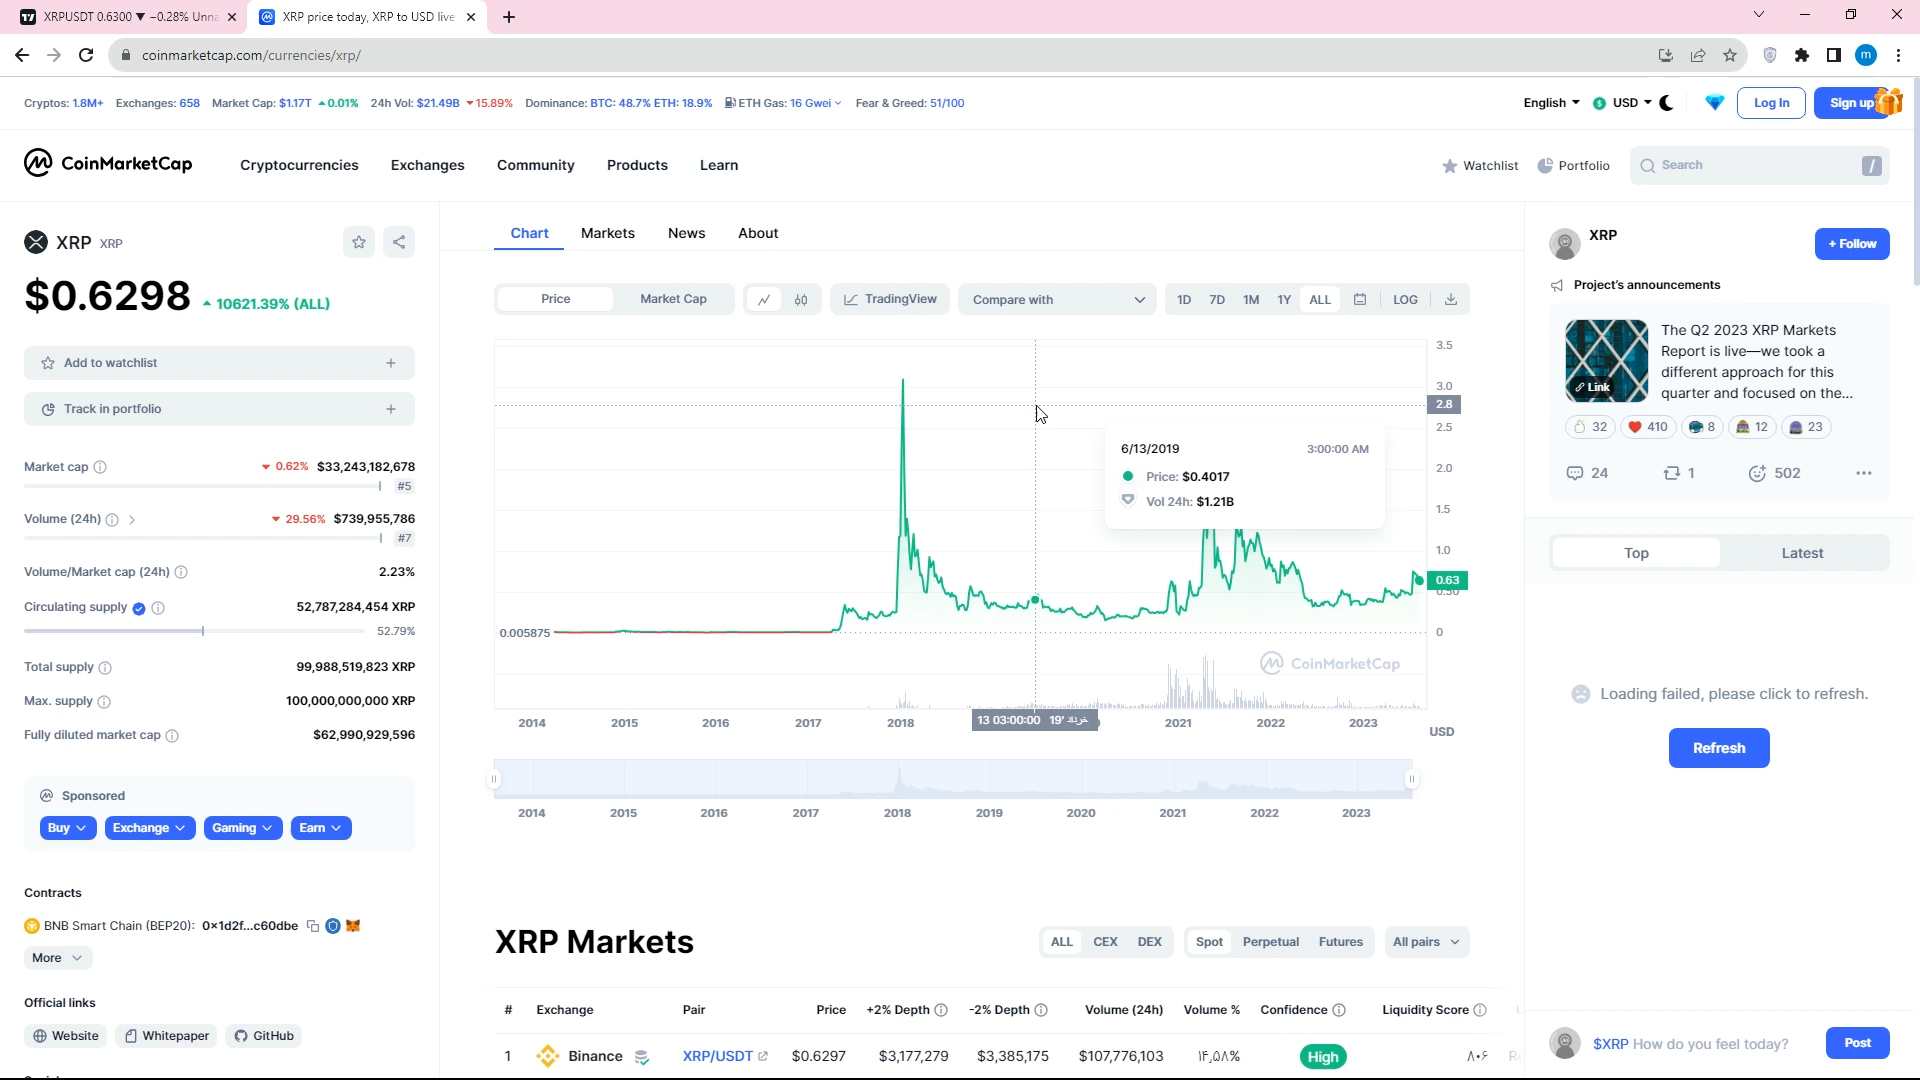 XRPUSDT 0.6300 ▼ −0.28% Unna
XRP price today, XRP to USD live
coinmarketcap.com/currencies/xrp/
m
Cryptos: 1.8M+ Exchanges: 658 Market Cap: $1.17T 0.01% 24h Vol: $21.49B 15.89% Dominance: BTC: 48.7% ETH: 18.9% ETH Gas: 16 Gwei Fear & Greed: 51/100
English USD Log In Sign up
CoinMarketCap Cryptocurrencies Exchanges Community Products Learn
Watchlist Portfolio Search /
XRP XRP
$0.6298 10621.39% (ALL)
Add to watchlist +
Track in portfolio +
Market cap 0.62% $33,243,182,678
#5
Volume (24h) 29.56% $739,955,786
#7
Volume/Market cap (24h) 2.23%
Circulating supply 52,787,284,454 XRP
52.79%
Total supply 99,988,519,823 XRP
Max. supply 100,000,000,000 XRP
Fully diluted market cap $62,990,929,596
Sponsored
Buy Exchange Gaming Earn
Contracts
BNB Smart Chain (BEP20): 0x1d2f...c60dbe
More
Official links
Website Whitepaper GitHub
Chart Markets News About
Price Market Cap TradingView Compare with 1D 7D 1M 1Y ALL LOG
3.5
3.0
2.8
2.5
2.0
1.5
1.0
0.63
0.50
0
6/13/2019 3:00:00 AM
Price: $0.4017
Vol 24h: $1.21B
0.005875
CoinMarketCap
2014 2015 2016 2017 2018 13 03:00:00 خرداد '19 2021 2022 2023
USD
2014 2015 2016 2017 2018 2019 2020 2021 2022 2023
XRP Markets
ALL CEX DEX Spot Perpetual Futures All pairs
# Exchange Pair Price +2% Depth -2% Depth Volume (24h) Volume % Confidence Liquidity Score
1 Binance XRP/USDT $0.6297 $3,177,279 $3,385,175 $107,776,103 ۱۴٫۵۸% High ۸۰۶
XRP
+ Follow
Project's announcements
Link
The Q2 2023 XRP Markets
Report is live—we took a
different approach for this
quarter and focused on the...
32 410 8 12 23
24 1 502
Top Latest
Loading failed, please click to refresh.
Refresh
$XRP How do you feel today? Post